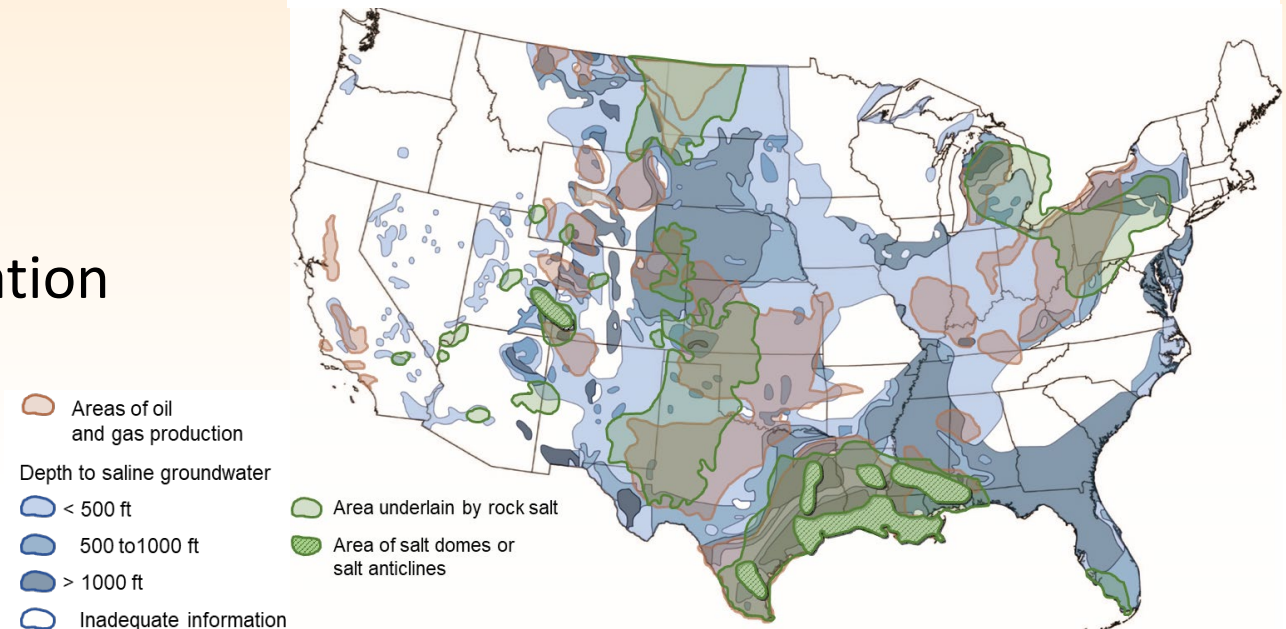 ation
Areas of oil
and gas production
Depth to saline groundwater
< 500 ft
500 to1000 ft
> 1000 ft
Inadequate information
Area underlain by rock salt
Area of salt domes or
salt anticlines